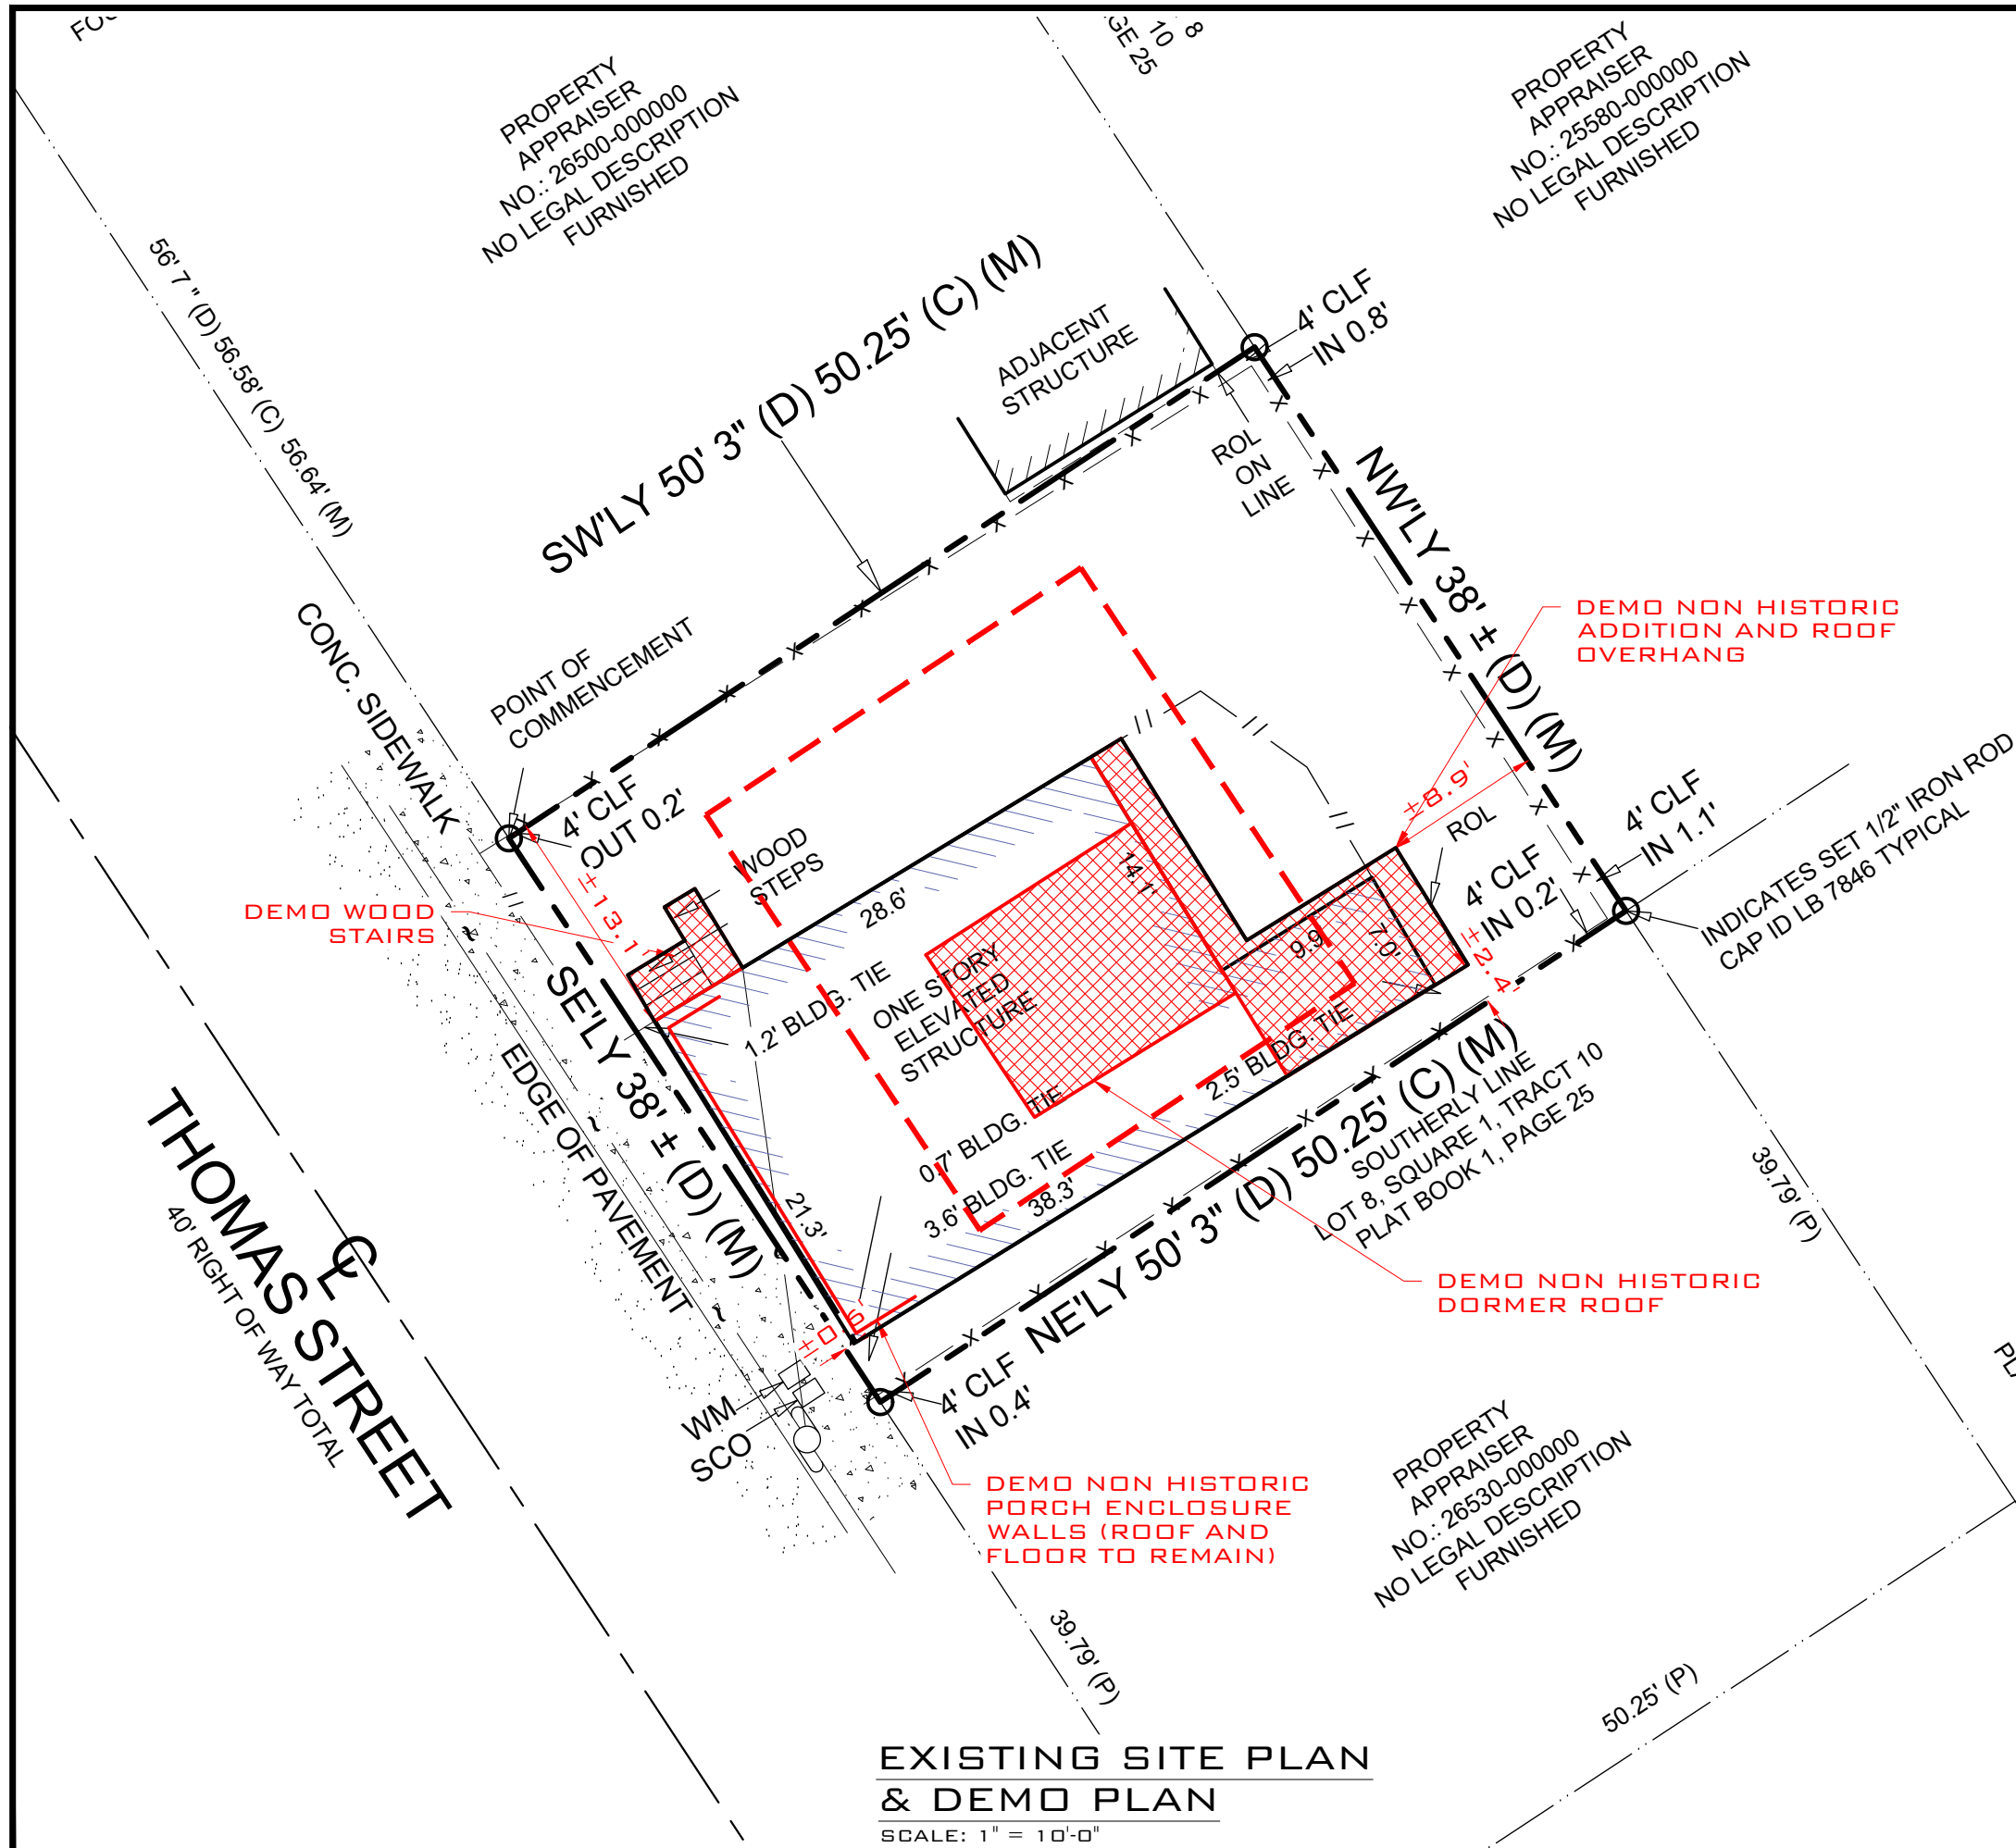 GE 25
10
8
PROPERTY
APPRAISER
NO.: 26500-000000
NO LEGAL DESCRIPTION
FURNISHED
PROPERTY
APPRAISER
NO.: 25580-000000
NO LEGAL DESCRIPTION
FURNISHED
56' 7 "(D) 56.58' (C) 56.64' (M)
SW'LY 50' 3" (D) 50.25' (C) (M)
ADJACENT
STRUCTURE
4' CLF
IN 0.8'
ROL
ON
LINE
NW'LY 38' ± (D) (M)
DEMO NON HISTORIC
ADDITION AND ROOF
OVERHANG
CONC. SIDEWALK
POINT OF
COMMENCEMENT
4' CLF
OUT 0.2'
WOOD
STEPS
±13.1'
DEMO WOOD
STAIRS
28.6'
14.1'
±8.9'
ROL
4' CLF
IN 1.1'
4' CLF
IN 0.2'
INDICATES SET 1/2" IRON ROD
CAP ID LB 7846 TYPICAL
9.9'
7.0'
±2.4'
1.2' BLDG. TIE
ONE STORY
ELEVATED
STRUCTURE
SE'LY 38' ± (D) (M)
EDGE OF PAVEMENT
2.5' BLDG. TIE
0.7' BLDG. TIE
3.6' BLDG. TIE
38.3'
21.3'
NE'LY 50' 3" (D) 50.25' (C) (M)
SOUTHERLY LINE
LOT 8, SQUARE 1, TRACT 10
PLAT BOOK 1, PAGE 25
39.79' (P)
THOMAS STREET
40' RIGHT OF WAY TOTAL
CL
DEMO NON HISTORIC
DORMER ROOF
±0.6'
WM
SCO
4' CLF
IN 0.4'
DEMO NON HISTORIC
PORCH ENCLOSURE
WALLS (ROOF AND
FLOOR TO REMAIN)
PROPERTY
APPRAISER
NO.: 26530-000000
NO LEGAL DESCRIPTION
FURNISHED
39.79' (P)
50.25' (P)
EXISTING SITE PLAN
& DEMO PLAN
SCALE: 1" = 10'-0"